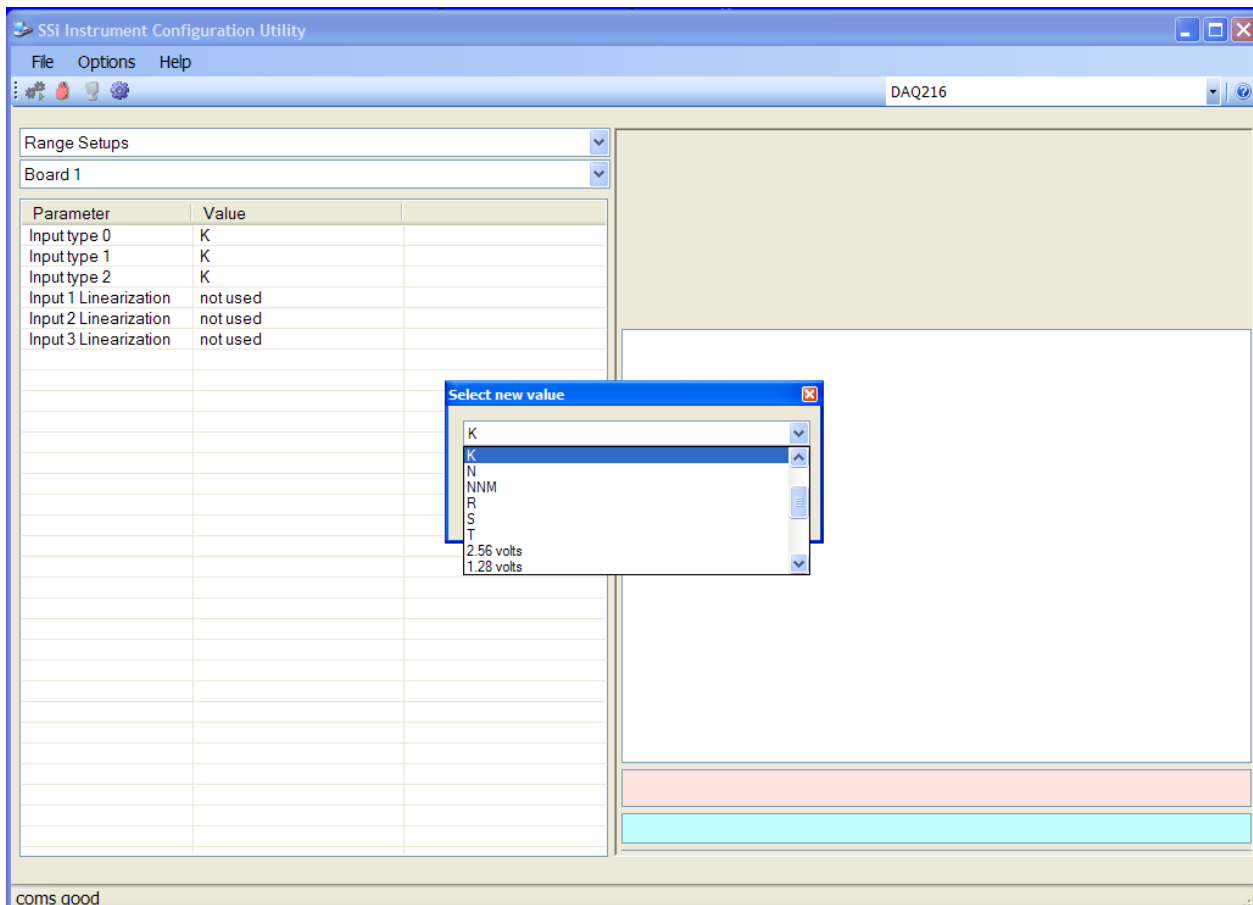 SSi Instrument Configuration Utility
File Options Help
DAQ216
Range Setups
Board 1
Parameter Value
Input type 0 K
Input type 1 K
Input type 2 K
Input 1 Linearization not used
Input 2 Linearization not used
Input 3 Linearization not used
Select new value
K
K
N
NNM
R
S
T
2.56 volts
1.28 volts
coms good